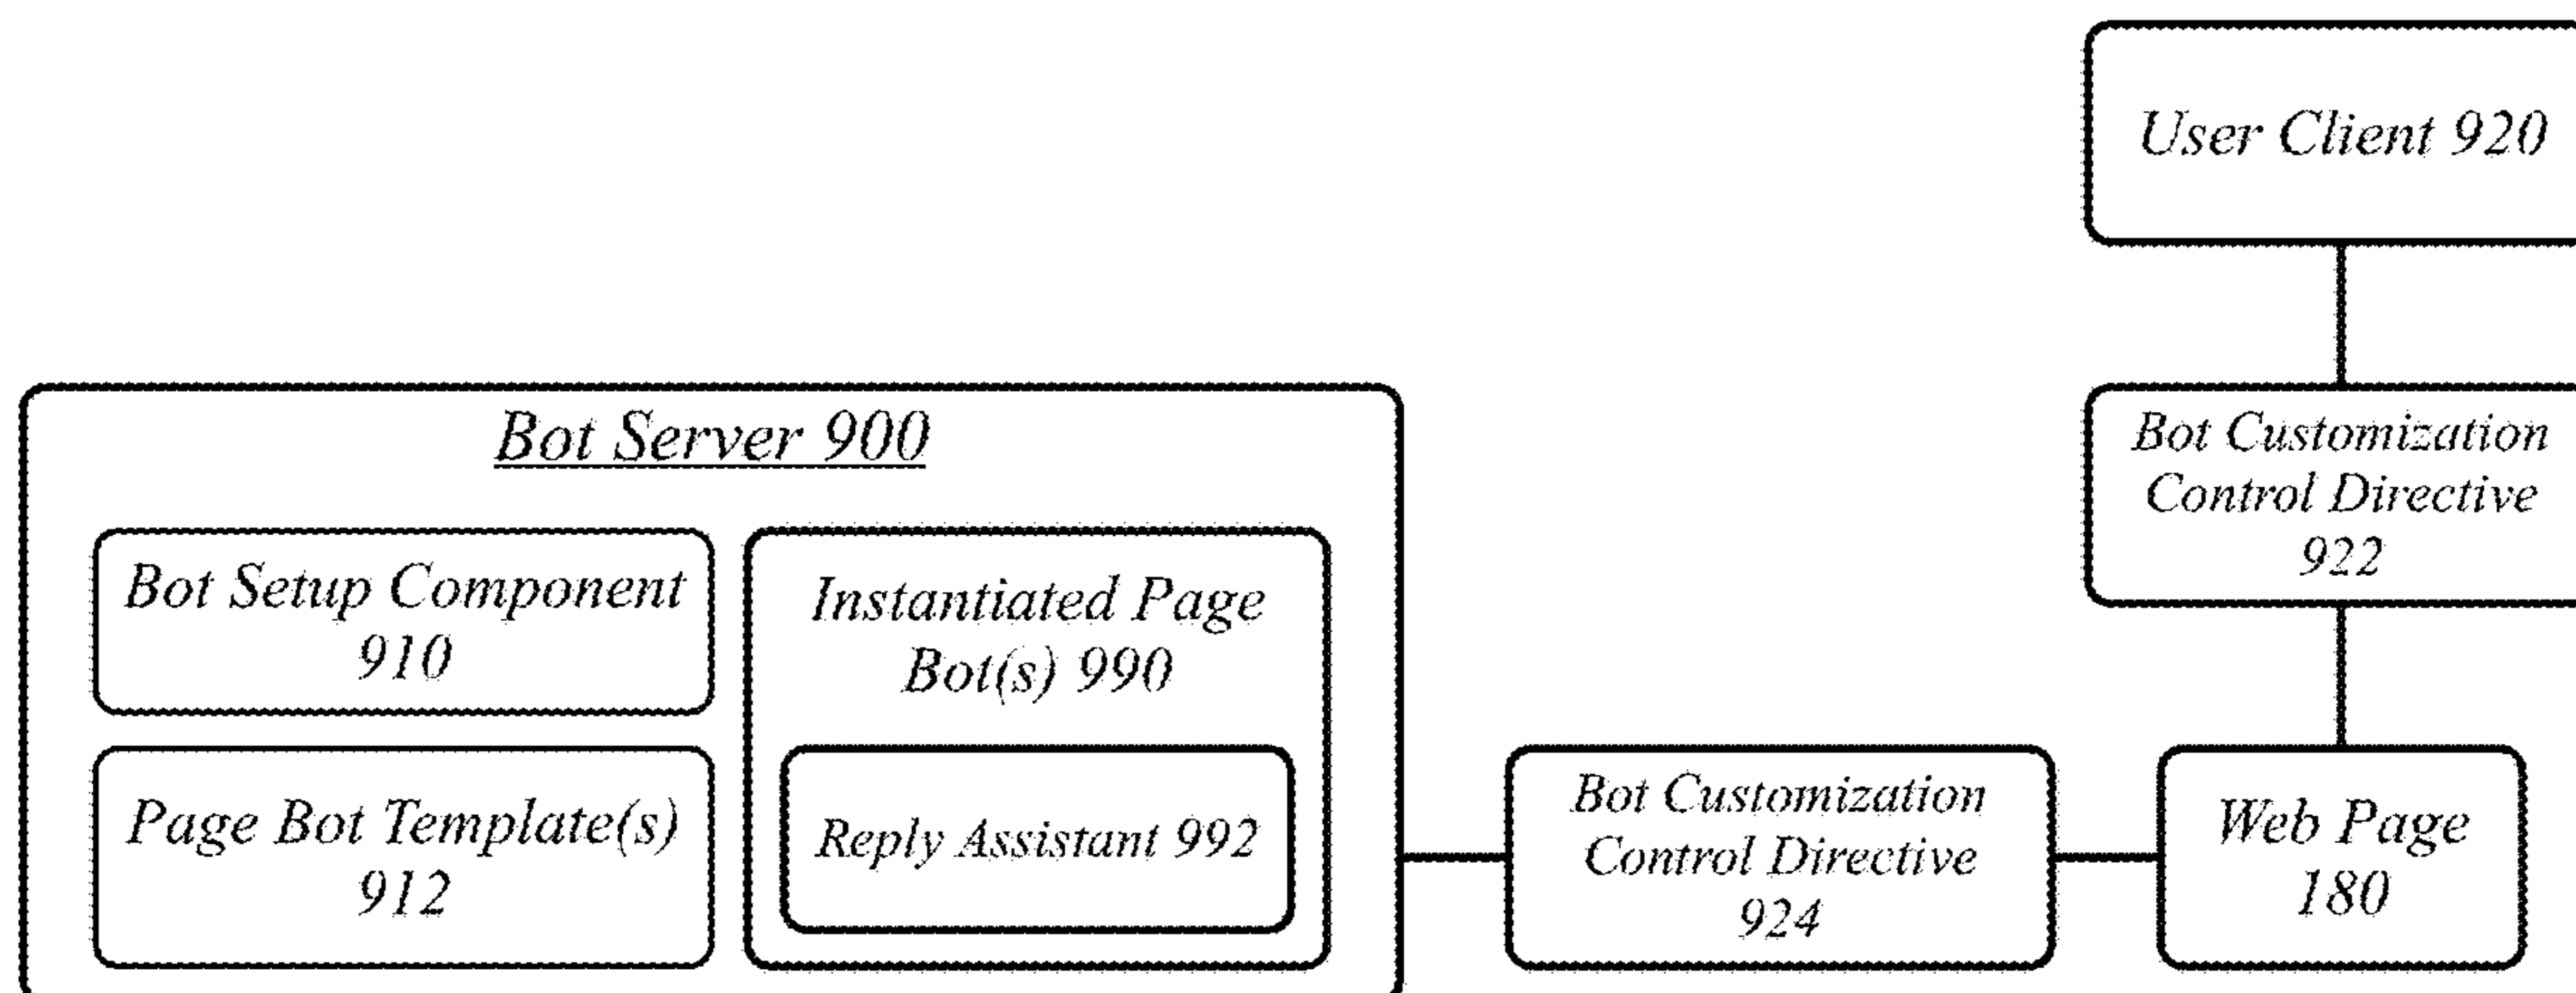 User Client 920
Bot Customization
Control Directive
922
Bot Server 900
Bot Setup Component
910
Page Bot Template(s)
912
Instantiated Page
Bot(s) 990
Reply Assistant 992
Bot Customization
Control Directive
924
Web Page
180